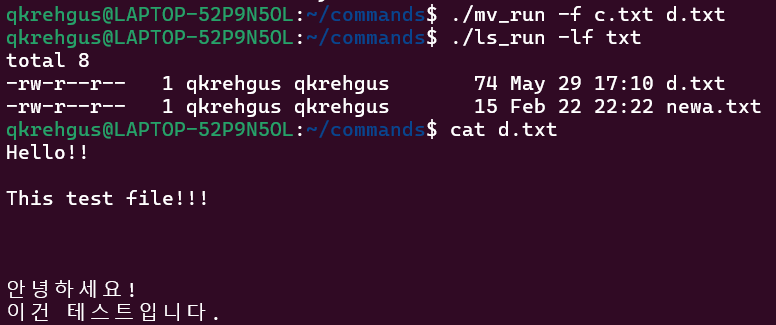 qkrehgus@LAPTOP-52P9N5OL:~/commands$ ./mv_run -f c.txt d.txt
qkrehgus@LAPTOP-52P9N5OL:~/commands$ ./ls_run -lf txt
total 8
-rw-r--r--   1 qkrehgus qkrehgus       74 May 29 17:10 d.txt
-rw-r--r--   1 qkrehgus qkrehgus       15 Feb 22 22:22 newa.txt
qkrehgus@LAPTOP-52P9N5OL:~/commands$ cat d.txt
Hello!!
This test file!!!
안녕하세요!
이건 테스트입니다.